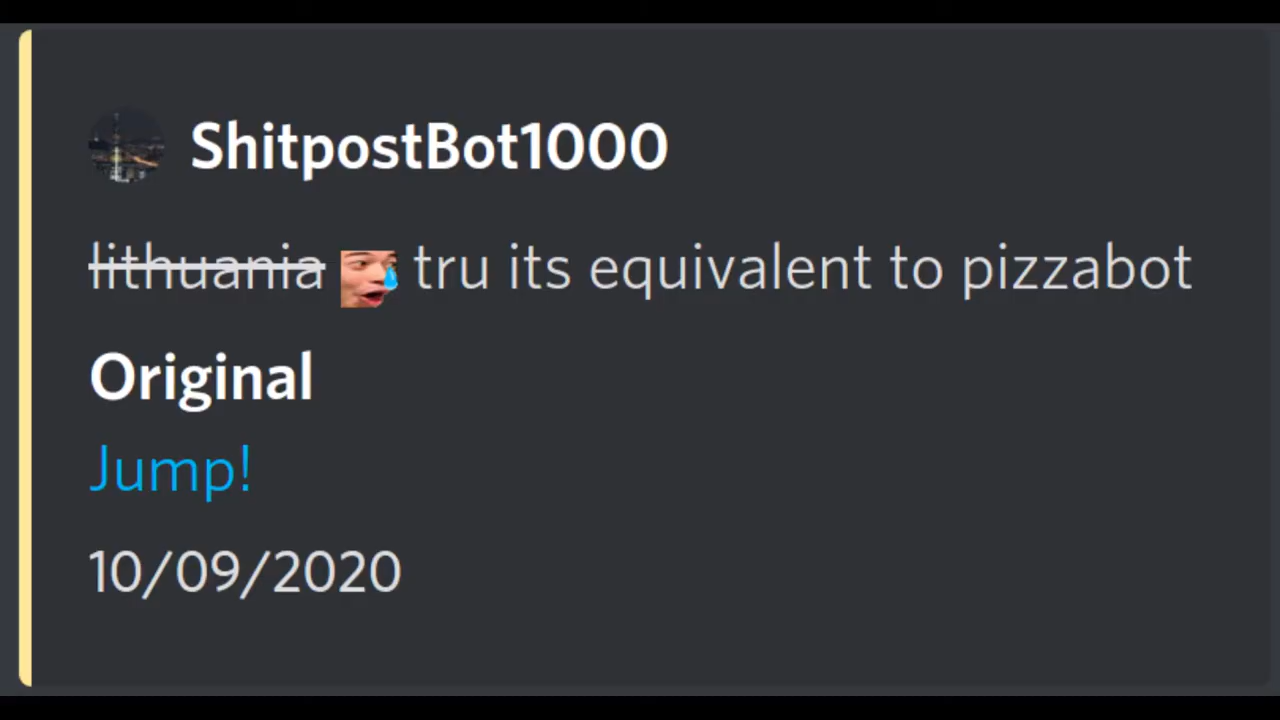 ShitpostBot1000
lithuania tru its equivalent to pizzabot
Original
Jump!
10/09/2020